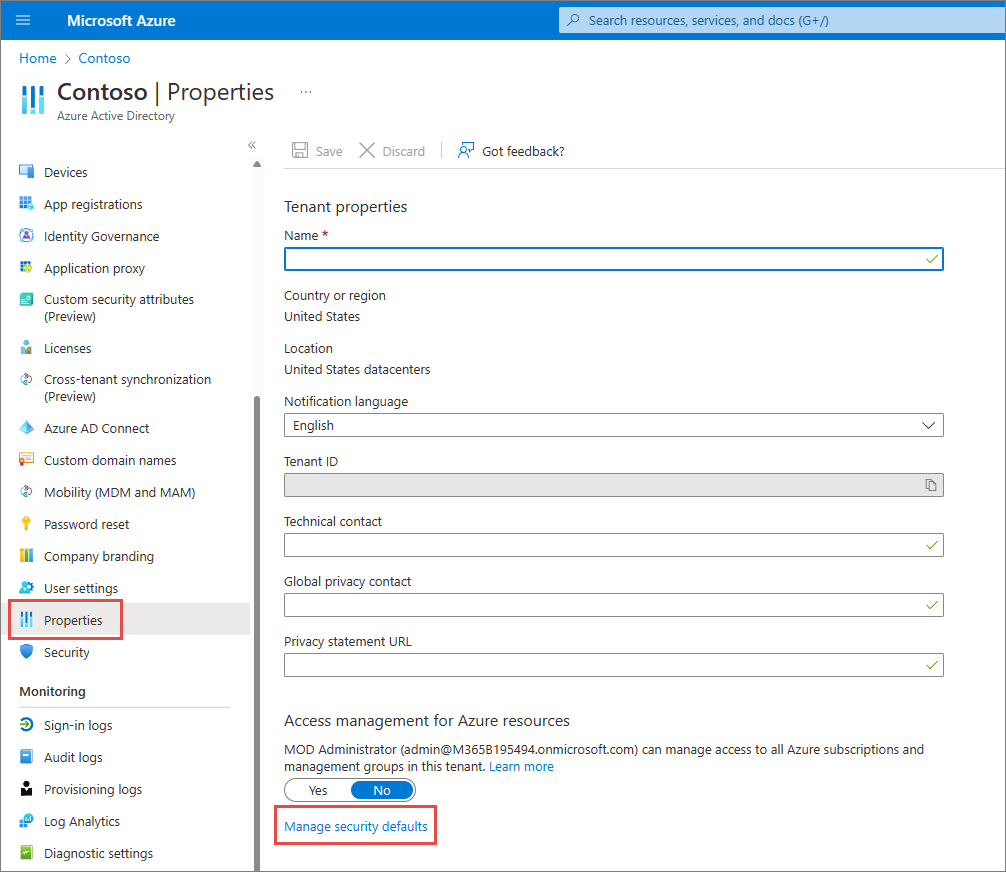 Microsoft Azure
Search resources, services, and docs (G+/)
Home > Contoso
Contoso | Properties ...
Azure Active Directory
«
Devices
App registrations
Identity Governance
Application proxy
Custom security attributes
(Preview)
Licenses
Cross-tenant synchronization
(Preview)
Azure AD Connect
Custom domain names
Mobility (MDM and MAM)
Password reset
Company branding
User settings
Properties
Security
Monitoring
Sign-in logs
Audit logs
Provisioning logs
Log Analytics
Diagnostic settings
Save Discard Got feedback?
Tenant properties
Name *
Country or region
United States
Location
United States datacenters
Notification language
English
Tenant ID
Technical contact
Global privacy contact
Privacy statement URL
Access management for Azure resources
MOD Administrator (admin@M365B195494.onmicrosoft.com) can manage access to all Azure subscriptions and
management groups in this tenant. Learn more
Yes No
Manage security defaults